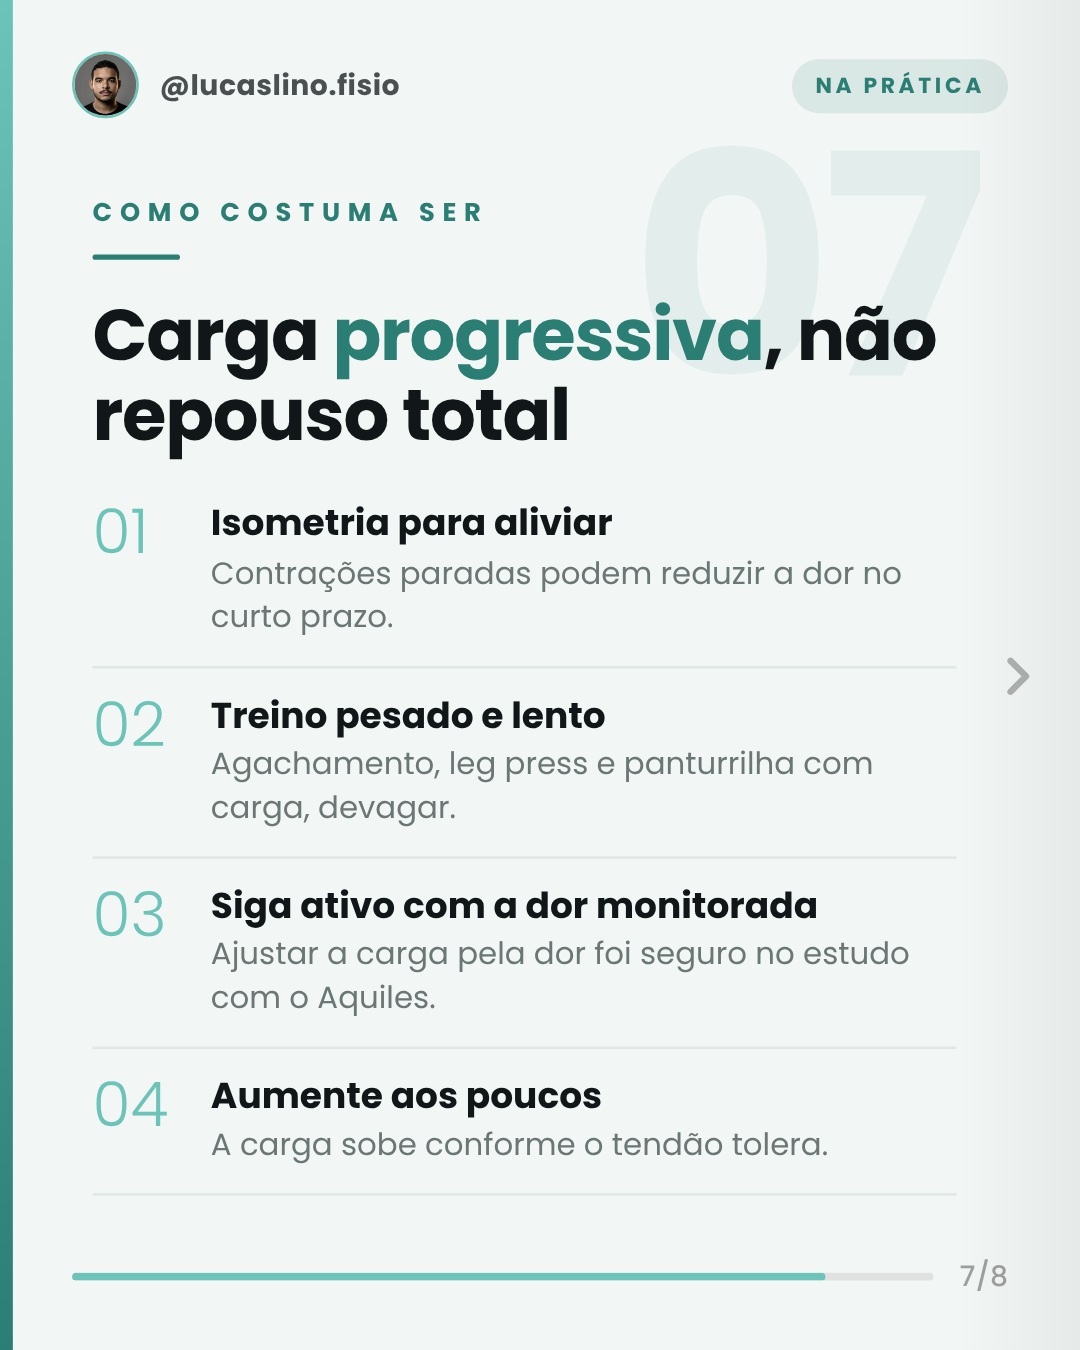 @lucaslino.fisio
NA PRÁTICA
07
COMO COSTUMA SER
Carga progressiva, não
repouso total
01
Isometria para aliviar
Contrações paradas podem reduzir a dor no
curto prazo.
02
Treino pesado e lento
Agachamento, leg press e panturrilha com
carga, devagar.
03
Siga ativo com a dor monitorada
Ajustar a carga pela dor foi seguro no estudo
com o Aquiles.
04
Aumente aos poucos
A carga sobe conforme o tendão tolera.
7/8